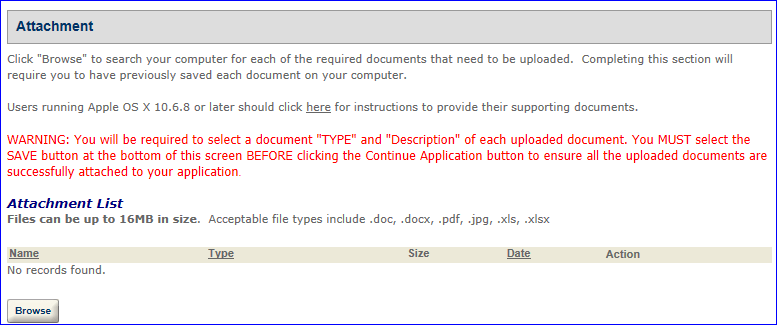 Attachment
Click "Browse" to search your computer for each of the required documents that need to be uploaded.  Completing this section will
require you to have previously saved each document on your computer.
Users running Apple OS X 10.6.8 or later should click here for instructions to provide their supporting documents.
WARNING: You will be required to select a document "TYPE" and "Description" of each uploaded document. You MUST select the
SAVE button at the bottom of this screen BEFORE clicking the Continue Application button to ensure all the uploaded documents are
successfully attached to your application.
Attachment List
Files can be up to 16MB in size.  Acceptable file types include .doc, .docx, .pdf, .jpg, .xls, .xlsx
Name Type Size Date Action
No records found.
Browse